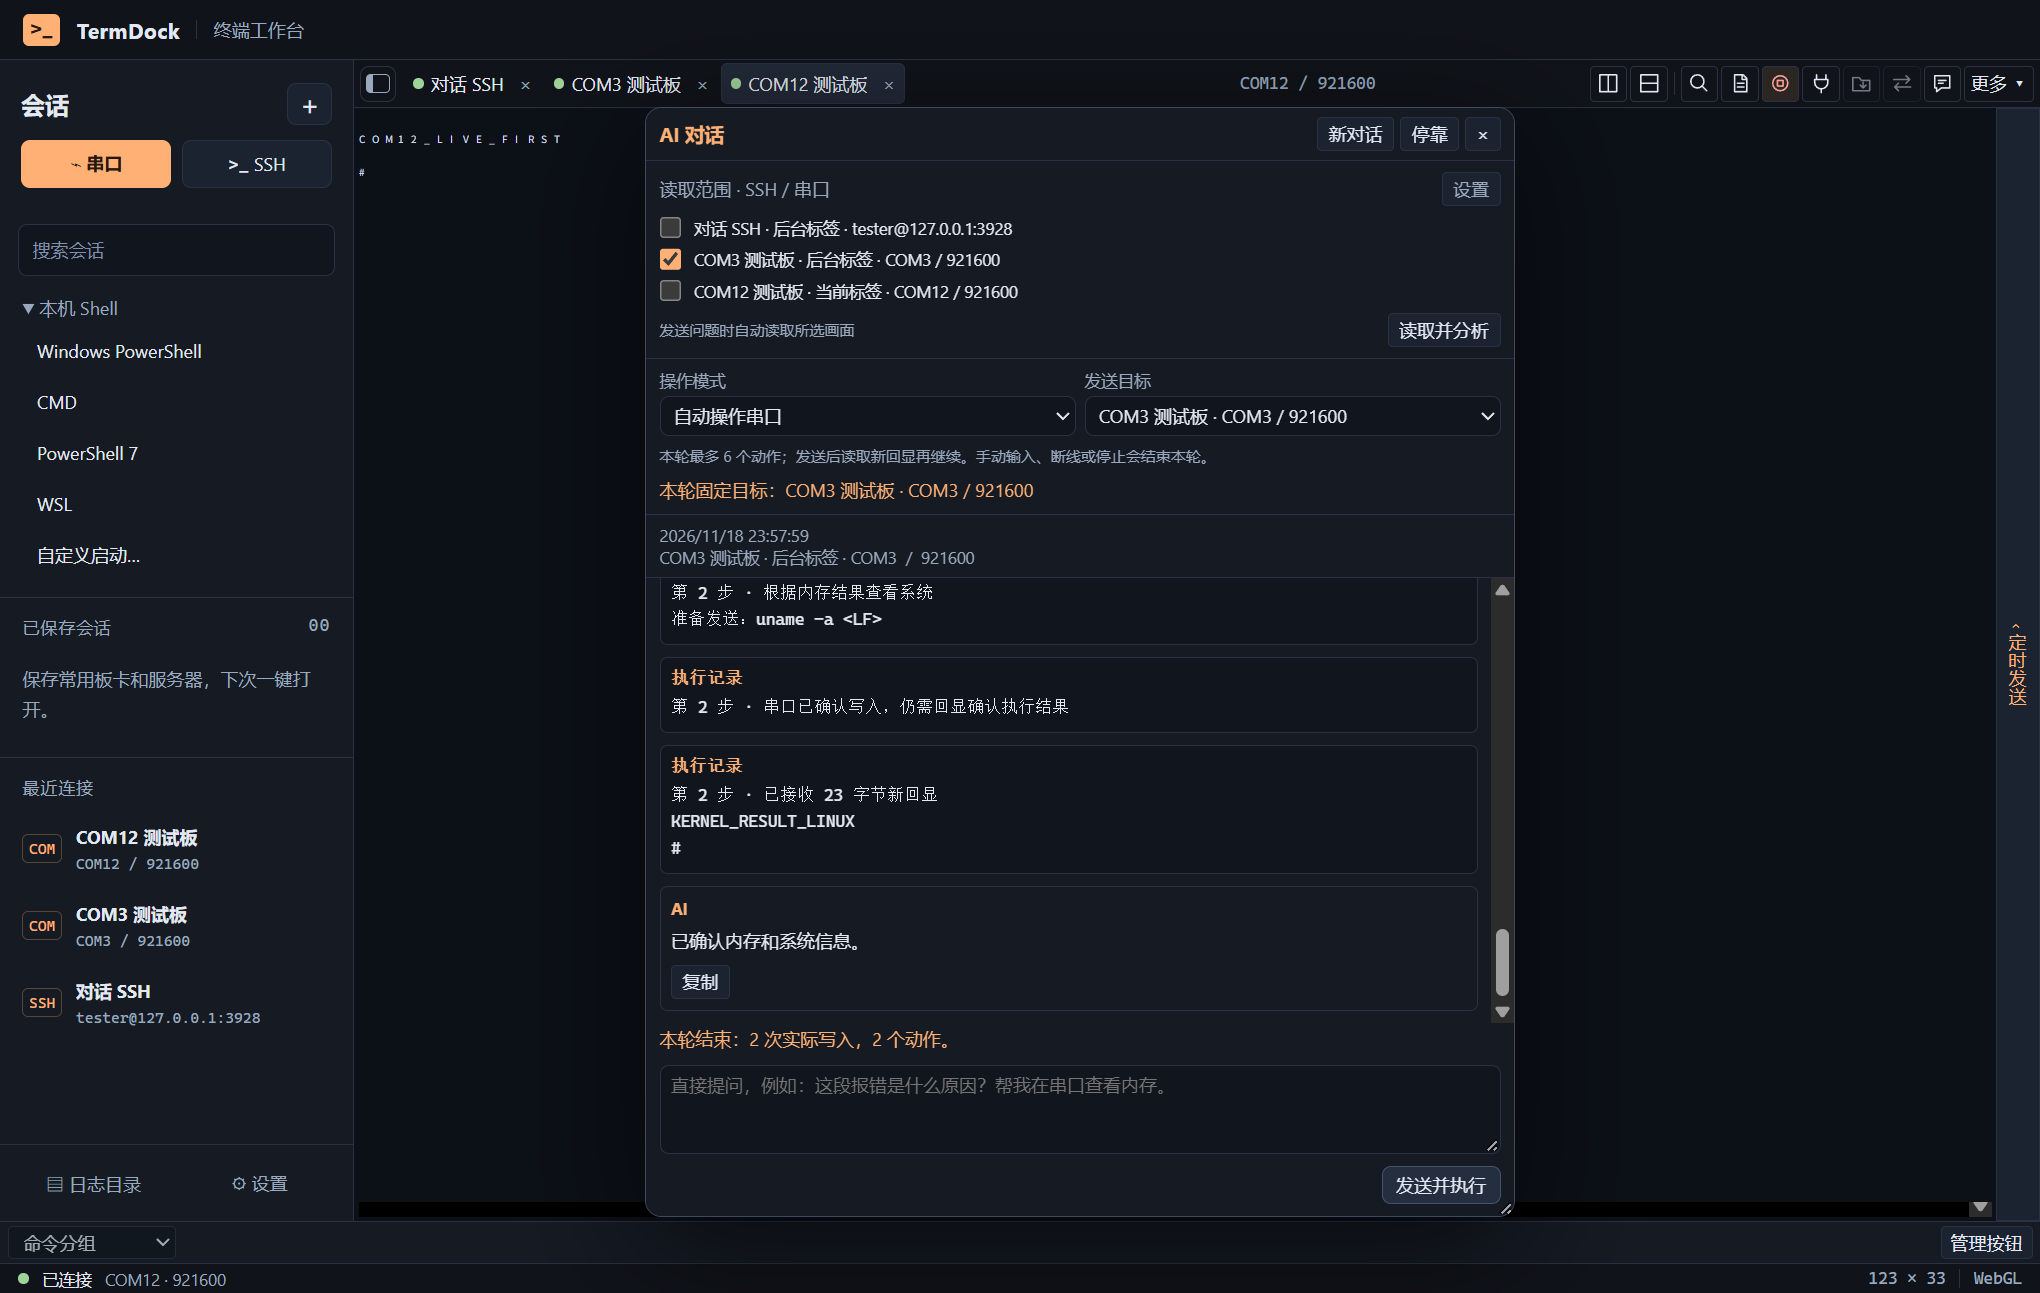 >_ TermDock 终端工作台
会话 +
串口 >_ SSH
搜索会话
▼ 本机 Shell
Windows PowerShell
CMD
PowerShell 7
WSL
自定义启动...
已保存会话 00
保存常用板卡和服务器，下次一键打
开。
最近连接
COM COM12 测试板
COM12 / 921600
COM COM3 测试板
COM3 / 921600
SSH 对话 SSH
tester@127.0.0.1:3928
日志目录 设置
对话 SSH × COM3 测试板 × COM12 测试板 ×
COM12 / 921600
更多 ▾
COM12_LIVE_FIRST
#
AI 对话 新对话 停靠 ×
读取范围 · SSH / 串口 设置
对话 SSH · 后台标签 · tester@127.0.0.1:3928
COM3 测试板 · 后台标签 · COM3 / 921600
COM12 测试板 · 当前标签 · COM12 / 921600
发送问题时自动读取所选画面 读取并分析
操作模式 发送目标
自动操作串口 COM3 测试板 · COM3 / 921600
本轮最多 6 个动作；发送后读取新回显再继续。手动输入、断线或停止会结束本轮。
本轮固定目标：COM3 测试板 · COM3 / 921600
2026/11/18 23:57:59
COM3 测试板 · 后台标签 · COM3 / 921600
第 2 步 · 根据内存结果查看系统
准备发送：uname -a <LF>
执行记录
第 2 步 · 串口已确认写入，仍需回显确认执行结果
执行记录
第 2 步 · 已接收 23 字节新回显
KERNEL_RESULT_LINUX
#
AI
已确认内存和系统信息。
复制
本轮结束：2 次实际写入，2 个动作。
直接提问，例如：这段报错是什么原因？帮我在串口查看内存。
发送并执行
定时发送
命令分组 管理按钮
已连接 COM12 · 921600 123 × 33 WebGL